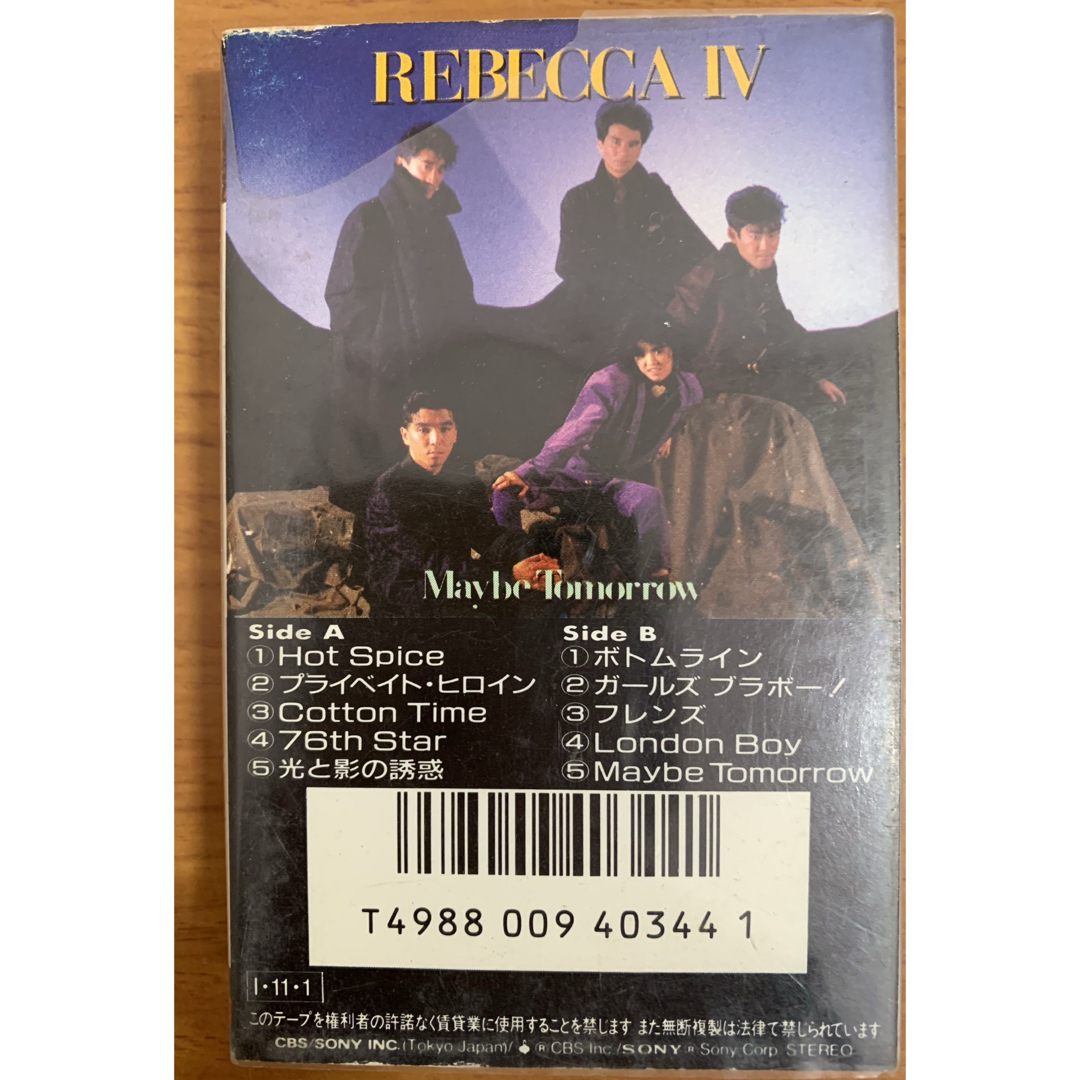 REBECCA IV
Maybe Tomorrow
Side A
①Hot Spice
②プライベイト・ヒロイン
③Cotton Time
④76th Star
⑤光と影の誘惑
Side B
①ボトムライン
②ガールズ ブラボー!
③フレンズ
④London Boy
⑤Maybe Tomorrow
T4988 009 40344 1
I・11・1
このテープを権利者の許諾なく賃貸業に使用することを禁じます また無断複製は法律で禁じられています
CBS/SONY INC.(Tokyo Japan)/ ®CBS Inc./SONY® Sony Corp. STEREO